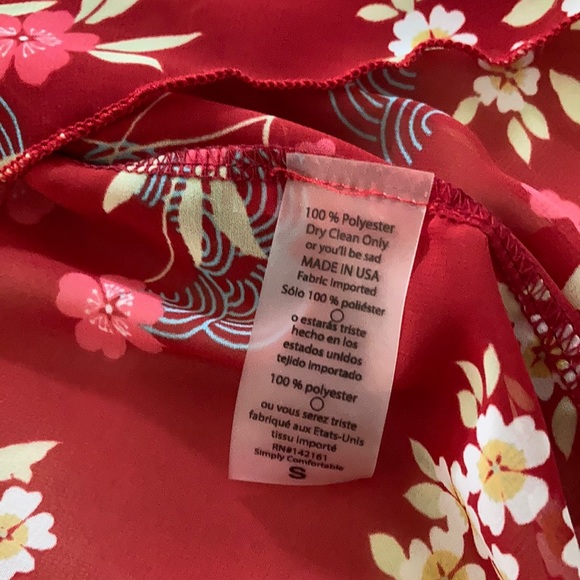 100 % Polyester
Dry Clean Only
or you'll be sad
MADE IN USA
Fabric Imported
Sólo 100 % poliéster
o estarás triste
hecho en los
estados unidos
tejido importado
100 % polyester
ou vous serez triste
fabriqué aux Etats-Unis
tissu importé
RN#142161
Simply Comfortable
S